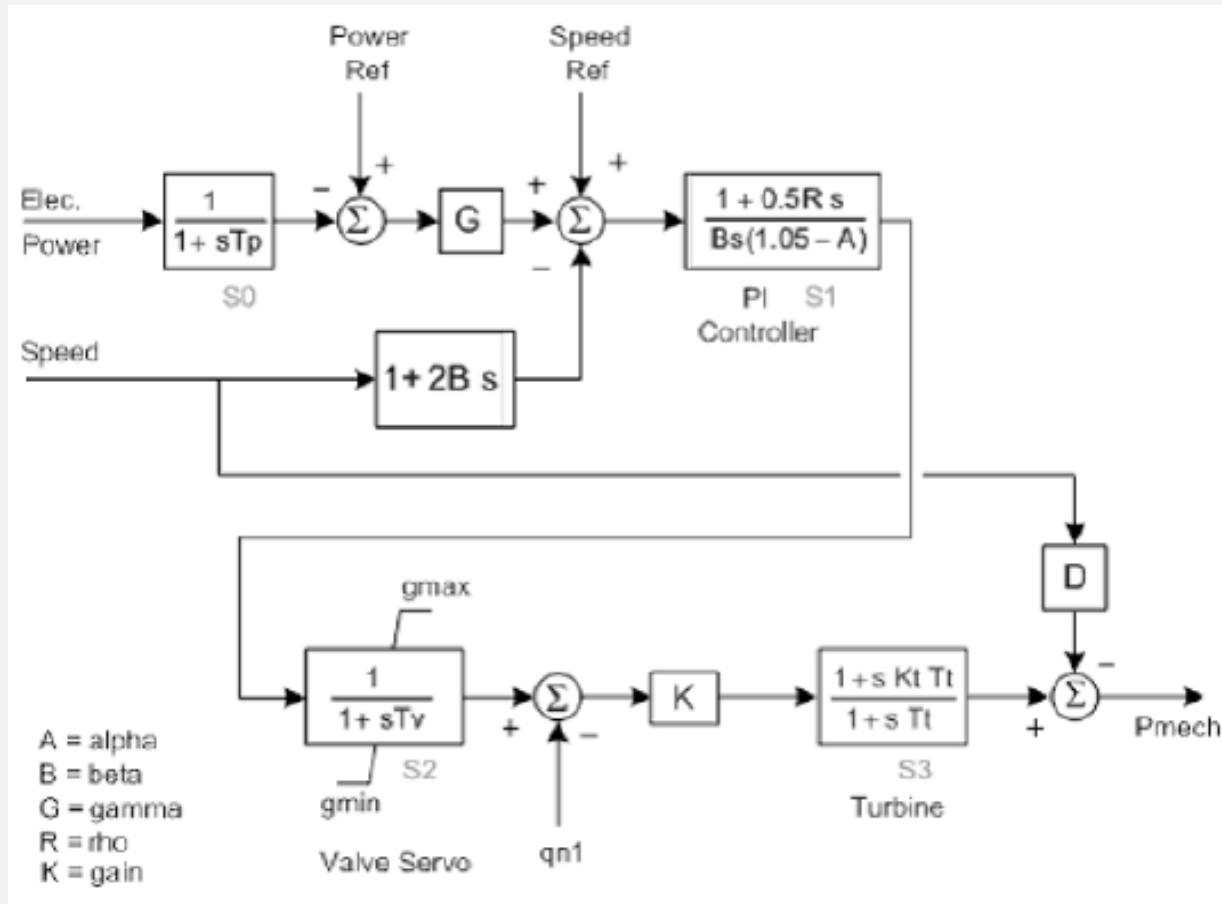 Power
Ref
Speed
Ref
+
+
Elec.
Power
1
1+ sTp
S0
−
Σ
G
+
Σ
−
1 + 0.5R s
Bs(1.05 – A)
PI S1
Controller
Speed
1+ 2B s
D
gmax
1
1+ sTv
S2
gmin
Valve Servo
+
Σ
−
qn1
K
1+s Kt Tt
1+s Tt
S3
Turbine
−
+
Σ
Pmech
A = alpha
B = beta
G = gamma
R = rho
K = gain